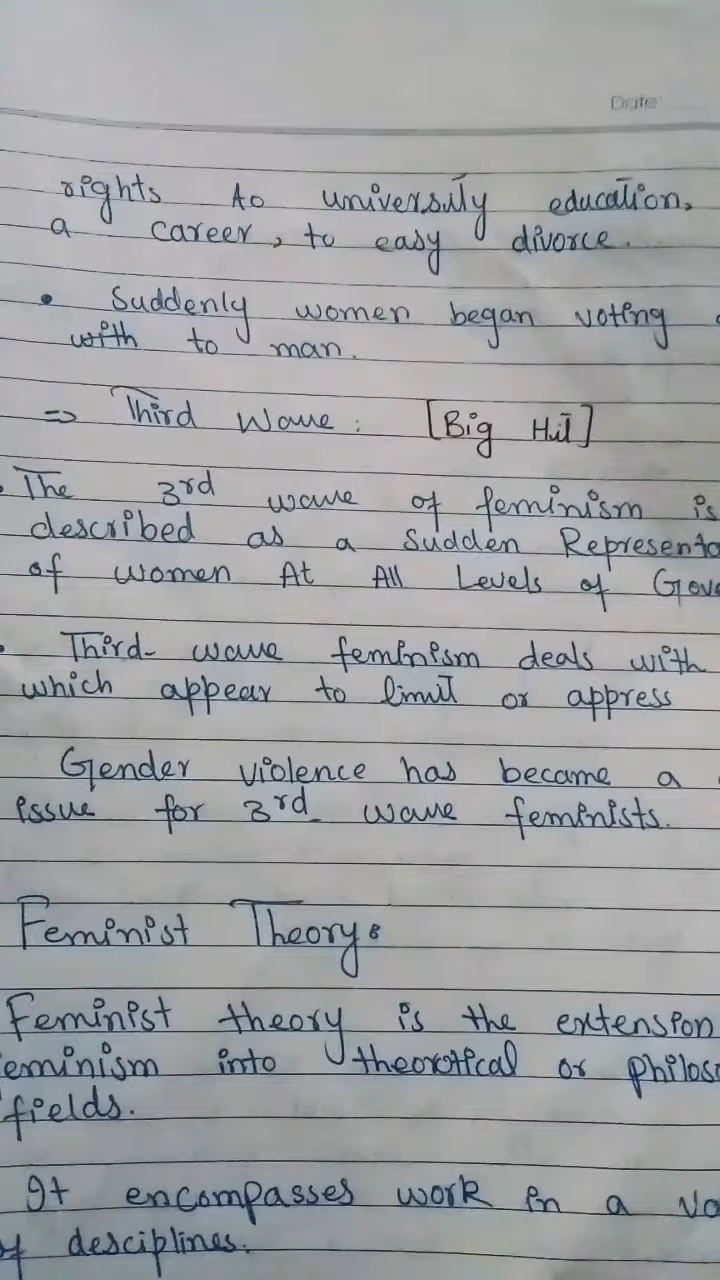 Date
rights to university education,
a career, to easy divorce.
• Suddenly women began voting
with to man.
⇒ Third Wave: [Big Hit]
• The 3rd wave of feminism is
described as a Sudden Representa
of women At All Levels of Gove
• Third-wave feminism deals with
which appear to limit or appress
Gender violence has became a
issue for 3rd wave feminists.
Feminist Theory:
Feminist theory is the extension
eminism into theorotical or philos
fields.
It encompasses work in a va
of desciplines.